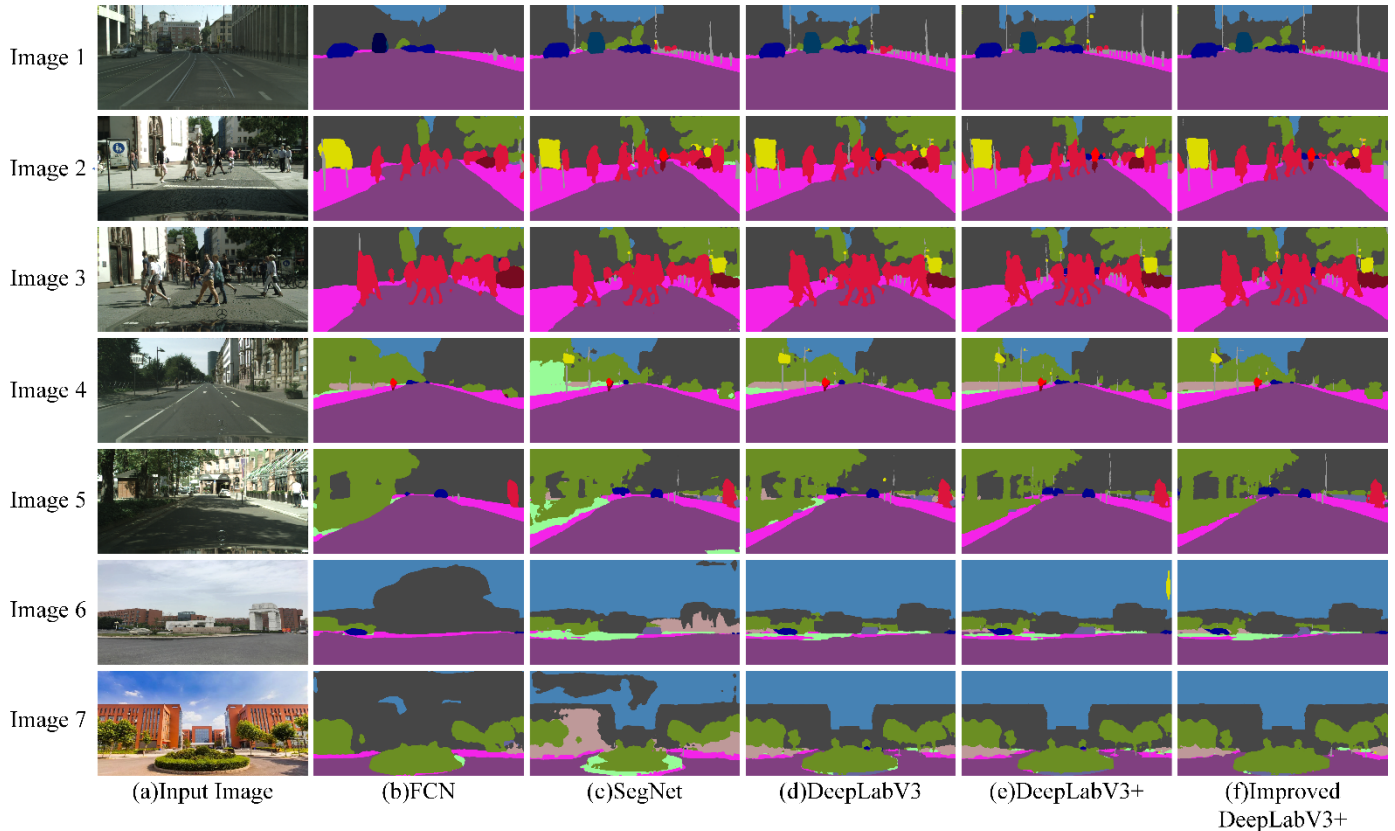 Image 1
Image 2
Image 3
Image 4
Image 5
Image 6
Image 7
(a)Input Image
(b)FCN
(c)SegNet
(d)DeepLabV3
(e)DeepLabV3+
(f)Improved
DeepLabV3+